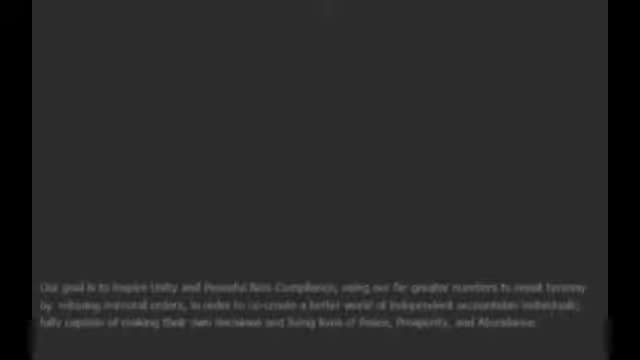 Our goal is to Inspire Unity and Peaceful Non Compliance, using our far greater numbers to repel tyranny
by refusing immoral orders, in order to co-create a better world of independent accountable individuals;
fully capable of making their own decisions and living lives of Peace, Prosperity, and Abundance.